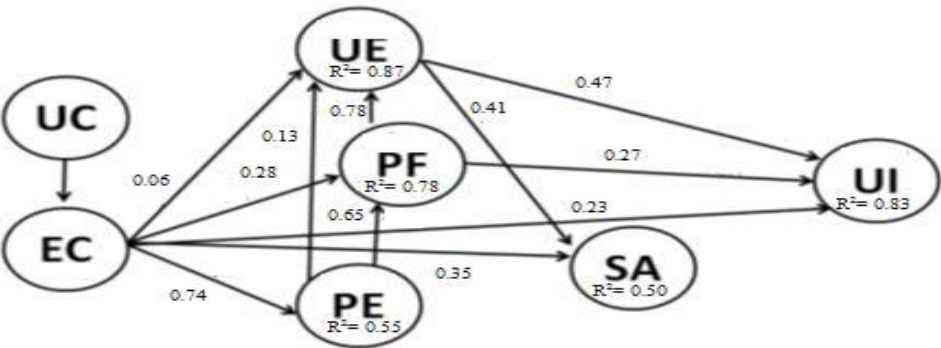 UE
R²= 0.87
0.47
UC
0.78
0.41
0.13
PF
R²= 0.78
0.27
0.06
0.28
UI
R²= 0.83
0.65
0.23
EC
SA
R²= 0.50
0.35
0.74
PE
R²= 0.55